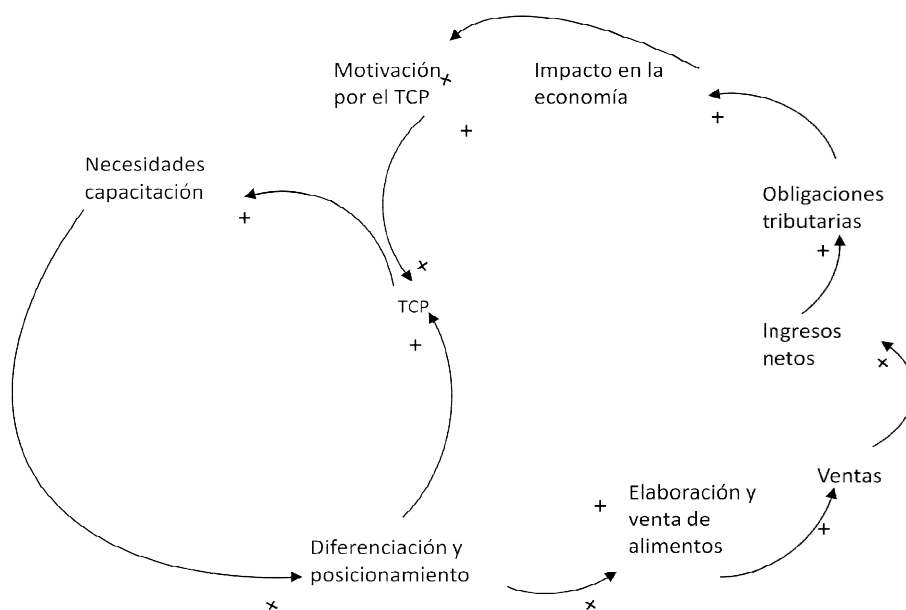 Motivación
por el TCP
Impacto en la
economía
Necesidades
capacitación
Obligaciones
tributarias
TCP
Ingresos
netos
Ventas
Elaboración y
venta de
alimentos
Diferenciación y
posicionamiento
+
+
+
+
+
+
+
+
+
+
+
+
+